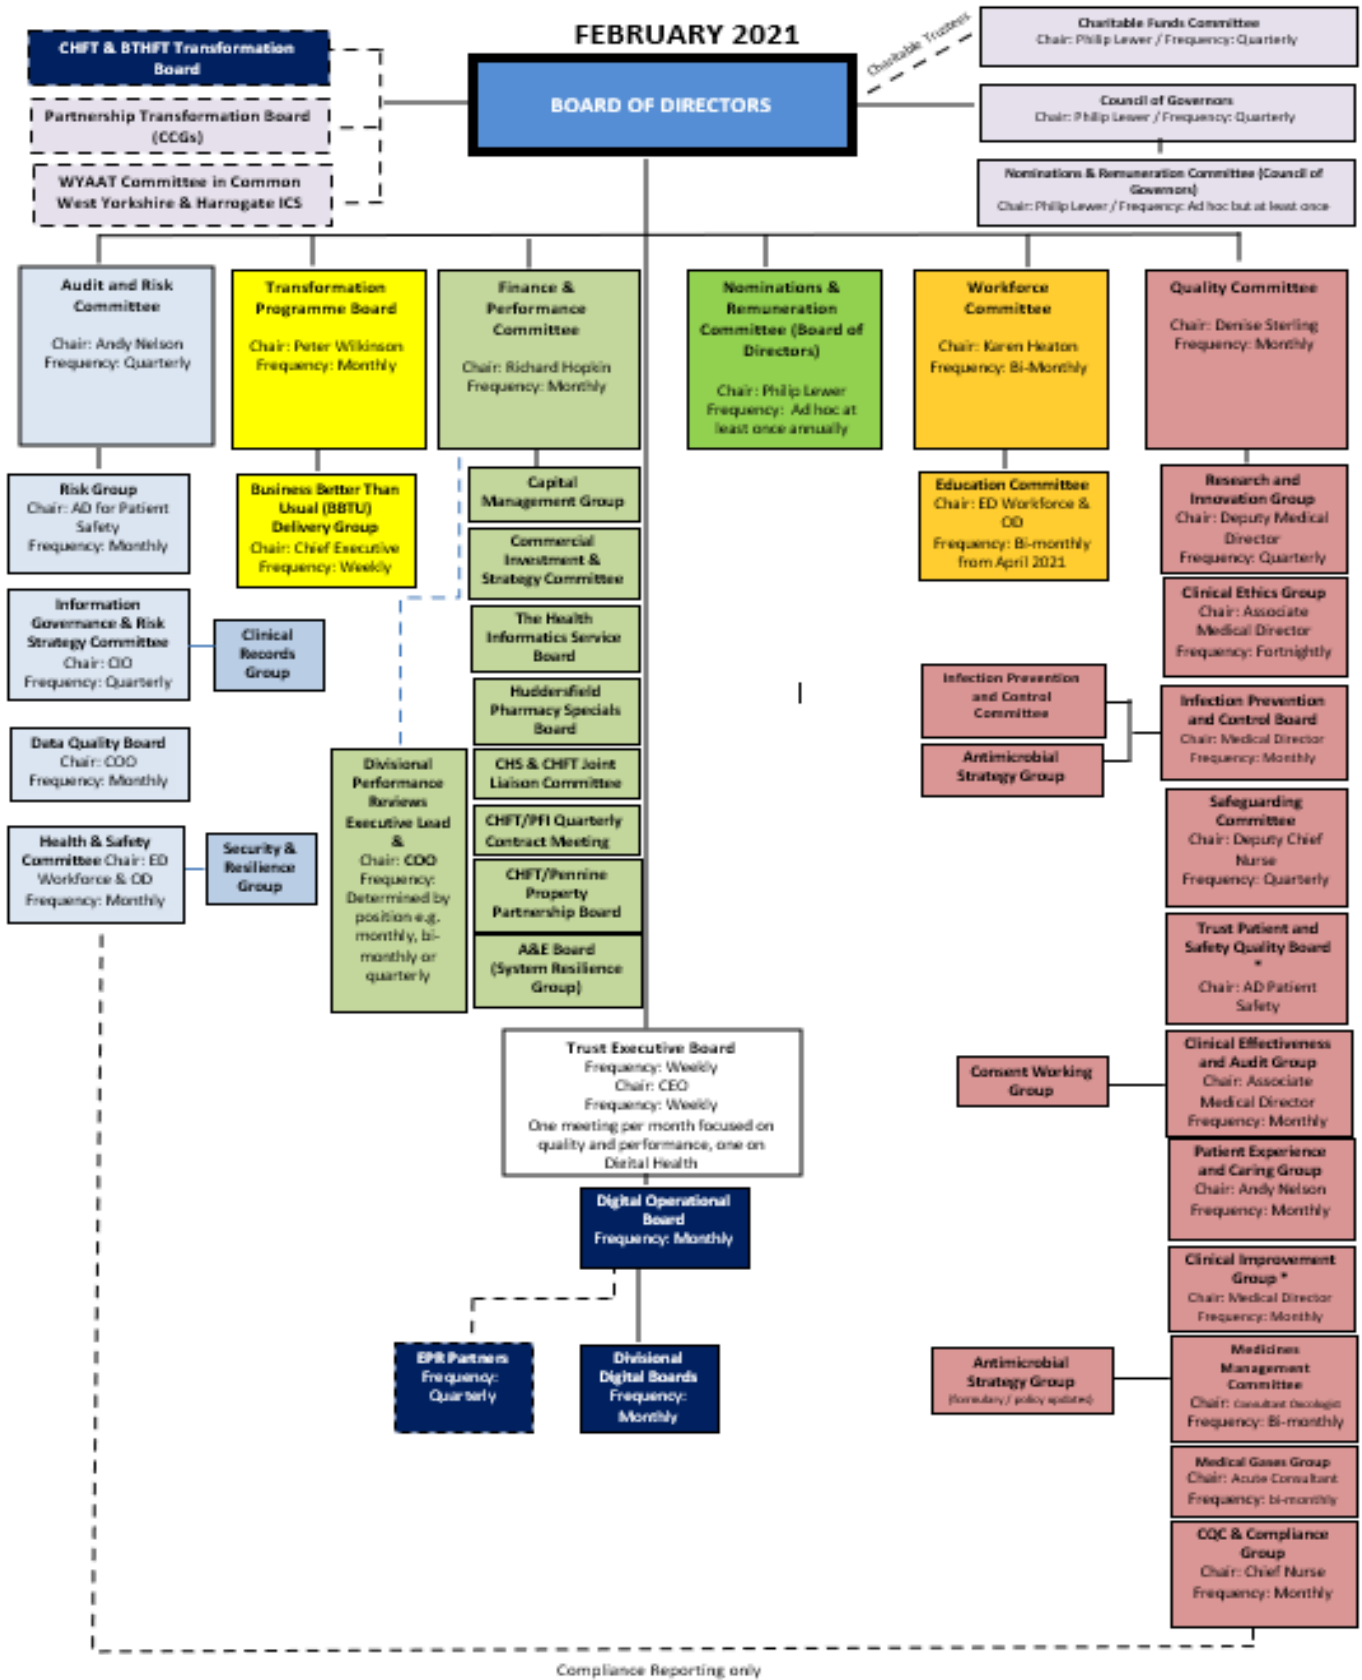 FEBRUARY 2021
CHFT & BTHFT Transformation
Board
Partnership Transformation Board
(CCGs)
WYAAT Committee in Common
West Yorkshire & Harrogate ICS
BOARD OF DIRECTORS
Charitable Trustees
Charitable Funds Committee
Chair: Philip Lewer / Frequency: Quarterly
Council of Governors
Chair: Philip Lewer / Frequency: Quarterly
Nominations & Remuneration Committee (Council of
Governors)
Chair: Philip Lewer / Frequency: Ad hoc but at least once
Audit and Risk
Committee
Chair: Andy Nelson
Frequency: Quarterly
Transformation
Programme Board
Chair: Peter Wilkinson
Frequency: Monthly
Finance &
Performance
Committee
Chair: Richard Hopkin
Frequency: Monthly
Nominations &
Remuneration
Committee (Board of
Directors)
Chair: Philip Lewer
Frequency: Ad hoc at
least once annually
Workforce
Committee
Chair: Karen Heaton
Frequency: Bi-Monthly
Quality Committee
Chair: Denise Sterling
Frequency: Monthly
Risk Group
Chair: AD for Patient
Safety
Frequency: Monthly
Information
Governance & Risk
Strategy Committee
Chair: CIO
Frequency: Quarterly
Clinical
Records
Group
Data Quality Board
Chair: COO
Frequency: Monthly
Health & Safety
Committee Chair: ED
Workforce & OD
Frequency: Monthly
Security &
Resilience
Group
Business Better Than
Usual (BBTU)
Delivery Group
Chair: Chief Executive
Frequency: Weekly
Divisional
Performance
Reviews
Executive Lead
&
Chair: COO
Frequency:
Determined by
position e.g.
monthly, bi-
monthly or
quarterly
Capital
Management Group
Commercial
Investment &
Strategy Committee
The Health
Informatics Service
Board
Huddersfield
Pharmacy Specials
Board
CHS & CHFT Joint
Liaison Committee
CHFT/PFI Quarterly
Contract Meeting
CHFT/Pennine
Property
Partnership Board
A&E Board
(System Resilience
Group)
Education Committee
Chair: ED Workforce &
OD
Frequency: Bi-monthly
from April 2021
Research and
Innovation Group
Chair: Deputy Medical
Director
Frequency: Quarterly
Clinical Ethics Group
Chair: Associate
Medical Director
Frequency: Fortnightly
Infection Prevention
and Control
Committee
Antimicrobial
Strategy Group
Infection Prevention
and Control Board
Chair: Medical Director
Frequency: Monthly
Safeguarding
Committee
Chair: Deputy Chief
Nurse
Frequency: Quarterly
Trust Patient and
Safety Quality Board
*
Chair: AD Patient
Safety
Consent Working
Group
Clinical Effectiveness
and Audit Group
Chair: Associate
Medical Director
Frequency: Monthly
Patient Experience
and Caring Group
Chair: Andy Nelson
Frequency: Monthly
Clinical Improvement
Group *
Chair: Medical Director
Frequency: Monthly
Antimicrobial
Strategy Group
(formulary / policy updates)
Medicines
Management
Committee
Chair: Consultant Oncologist
Frequency: Bi-monthly
Medical Gases Group
Chair: Acute Consultant
Frequency: bi-monthly
CQC & Compliance
Group
Chair: Chief Nurse
Frequency: Monthly
Trust Executive Board
Frequency: Weekly
Chair: CEO
Frequency: Weekly
One meeting per month focused on
quality and performance, one on
Digital Health
Digital Operational
Board
Frequency: Monthly
EPR Partners
Frequency:
Quarterly
Divisional
Digital Boards
Frequency:
Monthly
Compliance Reporting only